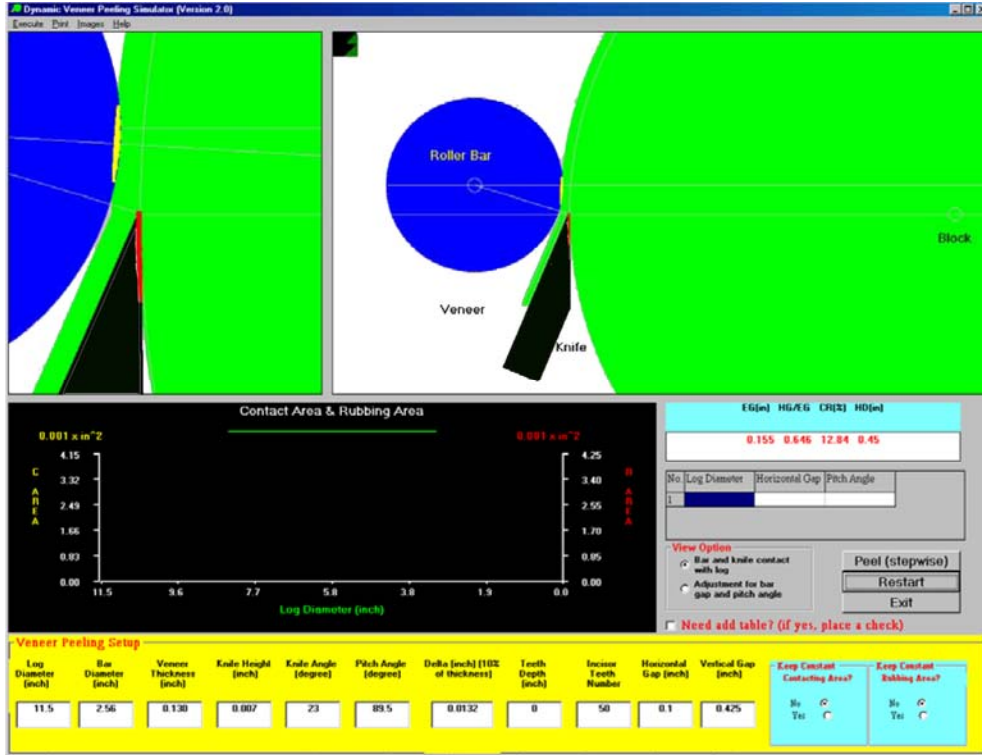 Dynamic Veneer Peeling Simulator (Version 2.0)
Execute Print Images Help
Roller Bar
Block
Veneer
Knife
Contact Area & Rubbing Area
0.001 x in^2 0.001 x in^2
4.15 4.25
3.32 3.40
2.49 2.55
1.66 1.70
0.83 0.85
0.00 0.00
C AREA
R AREA
11.5 9.6 7.7 5.8 3.8 1.9 0.0
Log Diameter (inch)
EG(in) HG/EG CR(%) HD(in)
0.155 0.646 12.84 0.45
No. Log Diameter Horizontal Gap Pitch Angle
1
View Option
Bar and knife contact
with log
Adjustment for bar
gap and pitch angle
Peel (stepwise)
Restart
Exit
Need add table? (if yes, place a check)
Veneer Peeling Setup
Log Diameter (inch) 11.5
Bar Diameter (inch) 2.56
Veneer Thickness (inch) 0.130
Knife Height (inch) 0.007
Knife Angle (degree) 23
Pitch Angle (degree) 89.5
Delta (inch) (10% of thickness) 0.0132
Teeth Depth (inch) 0
Incisor Teeth Number 50
Horizontal Gap (inch) 0.1
Vertical Gap (inch) 0.425
Keep Constant Contacting Area?
No
Yes
Keep Constant Rubbing Area?
No
Yes